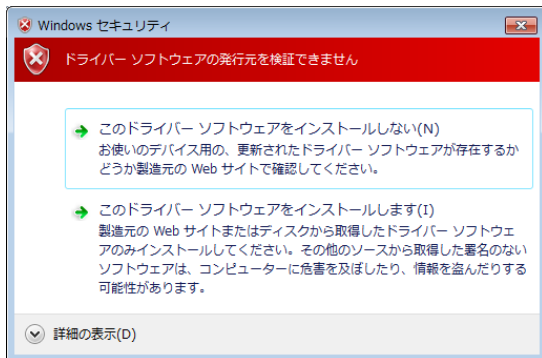 Windows セキュリティ
ドライバー ソフトウェアの発行元を検証できません
このドライバー ソフトウェアをインストールしない(N)
お使いのデバイス用の、更新されたドライバー ソフトウェアが存在するか
どうか製造元の Web サイトで確認してください。
このドライバー ソフトウェアをインストールします(I)
製造元の Web サイトまたはディスクから取得したドライバー ソフトウェ
アのみインストールしてください。その他のソースから取得した署名のない
ソフトウェアは、コンピューターに危害を及ぼしたり、情報を盗んだりする
可能性があります。
詳細の表示(D)